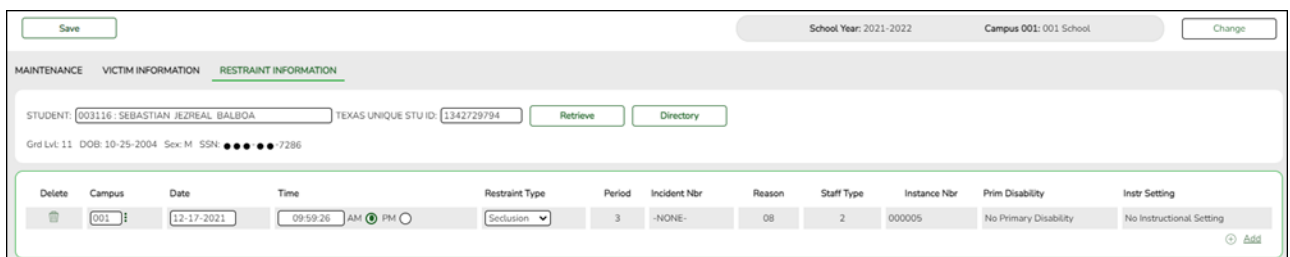 Save School Year: 2021-2022 Campus 001: 001 School Change
MAINTENANCE VICTIM INFORMATION RESTRAINT INFORMATION
STUDENT: 003116 : SEBASTIAN JEZREAL BALBOA TEXAS UNIQUE STU ID: 1342729794 Retrieve Directory
Grd Lvl: 11 DOB: 10-25-2004 Sex: M SSN: ●●●-●●-7286
Delete Campus Date Time Restraint Type Period Incident Nbr Reason Staff Type Instance Nbr Prim Disability Instr Setting
001 12-17-2021 09:59:26 AM PM Seclusion 3 -NONE- 08 2 000005 No Primary Disability No Instructional Setting
Add